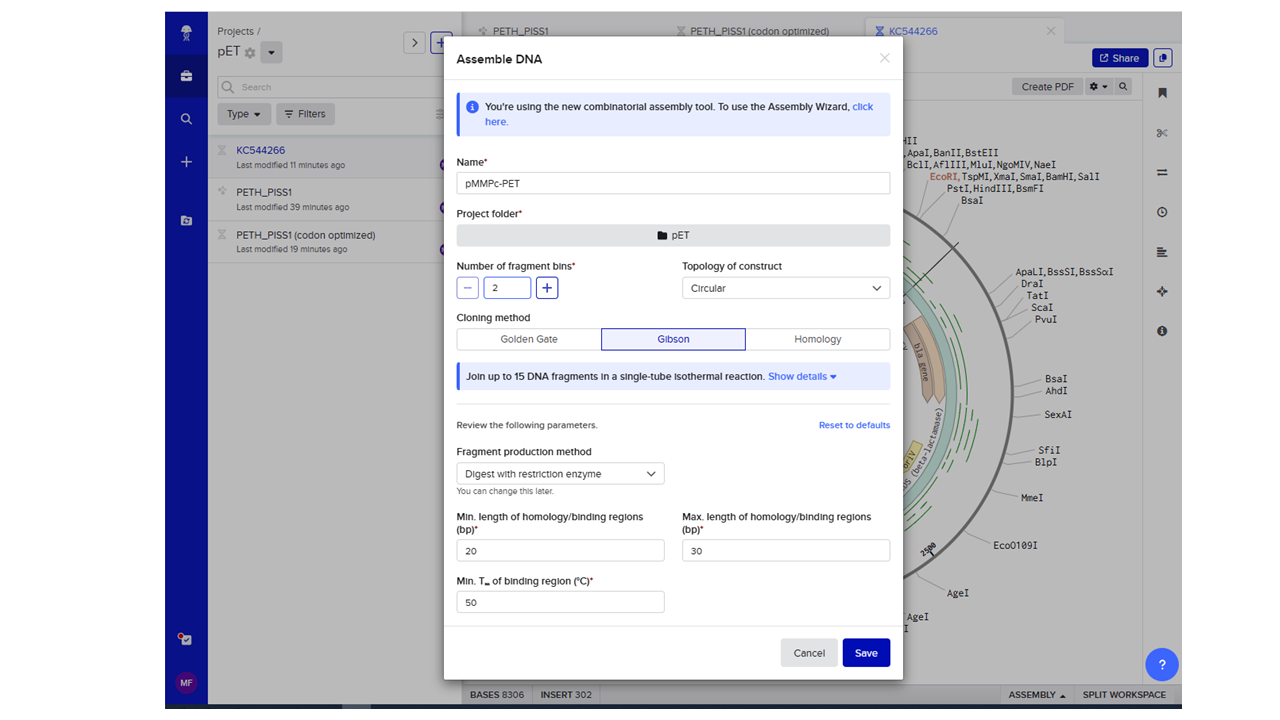 Projects /
pET
Search
Type
Filters
KC544266
Last modified 11 minutes ago
PETH_PISS1
Last modified 39 minutes ago
PETH_PISS1 (codon optimized)
Last modified 19 minutes ago
MF
PETH_PISS1
PETH_PISS1 (codon optimized)
KC544266
Share
Create PDF
Assemble DNA
You're using the new combinatorial assembly tool. To use the Assembly Wizard, click
here.
Name*
pMMPc-PET
Project folder*
pET
Number of fragment bins*
2
Topology of construct
Circular
Cloning method
Golden Gate
Gibson
Homology
Join up to 15 DNA fragments in a single-tube isothermal reaction. Show details
Review the following parameters.
Reset to defaults
Fragment production method
Digest with restriction enzyme
You can change this later.
Min. length of homology/binding regions
(bp)*
20
Max. length of homology/binding regions
(bp)*
30
Min. Tm of binding region (°C)*
50
Cancel
Save
HII
,ApaI,BanII,BstEII
BclI,AflIII,MluI,NgoMIV,NaeI
EcoRI,TspMI,XmaI,SmaI,BamHI,SalI
PstI,HindIII,BsmFI
BsaI
ApaLI,BssSI,BssSαI
DraI
TatI
ScaI
PvuI
bla gene
BsaI
AhdI
SexAI
(beta-lactamase)
oriV
SfiI
BlpI
MmeI
EcoO109I
2500
AgeI
AgeI
I
BASES 8306
INSERT 302
ASSEMBLY
SPLIT WORKSPACE
?